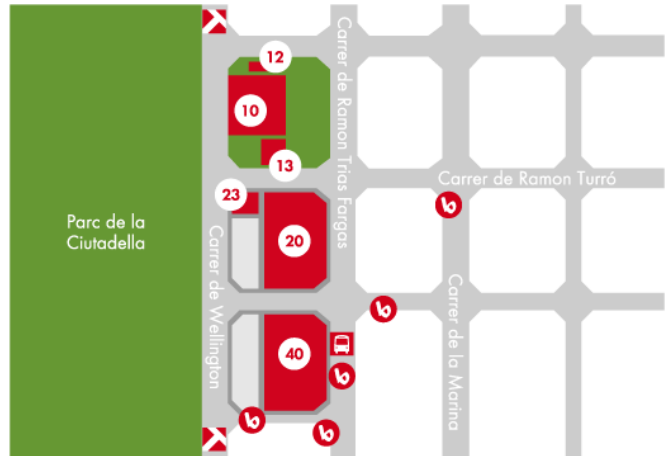 12
Carrer de Ramon Trias Fargas
10
13
Carrer de Ramon Turró
23
Parc de la
Ciutadella
20
Carrer de Wellington
Carrer de la Marina
40